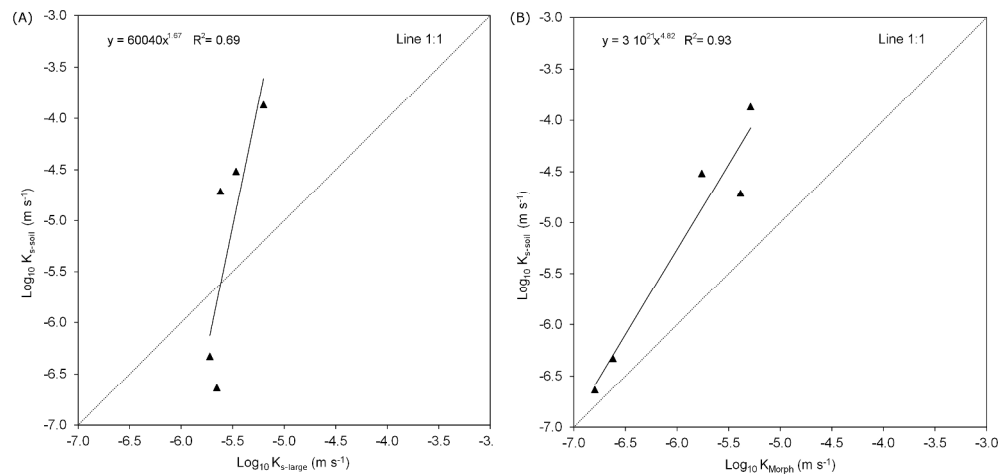 (A)
-3.0
y = 60040x^1.67 R²= 0.69
Line 1:1
-3.5
-4.0
-4.5
-5.0
-5.5
-6.0
-6.5
-7.0
Log₁₀ Kₛ₋ₛₒᵢₗ (m s⁻¹)
-7.0 -6.5 -6.0 -5.5 -5.0 -4.5 -4.0 -3.5 -3.
Log₁₀ Kₛ₋ₗₐᵣgₑ (m s⁻¹)
(B)
-3.0
y = 3 10²¹x^4.82 R²= 0.93
Line 1:1
-3.5
-4.0
-4.5
-5.0
-5.5
-6.0
-6.5
-7.0
Log₁₀ Kₛ₋ₛₒᵢₗ (m s⁻¹)
-7.0 -6.5 -6.0 -5.5 -5.0 -4.5 -4.0 -3.5 -3.0
Log₁₀ K_Morph (m s⁻¹)